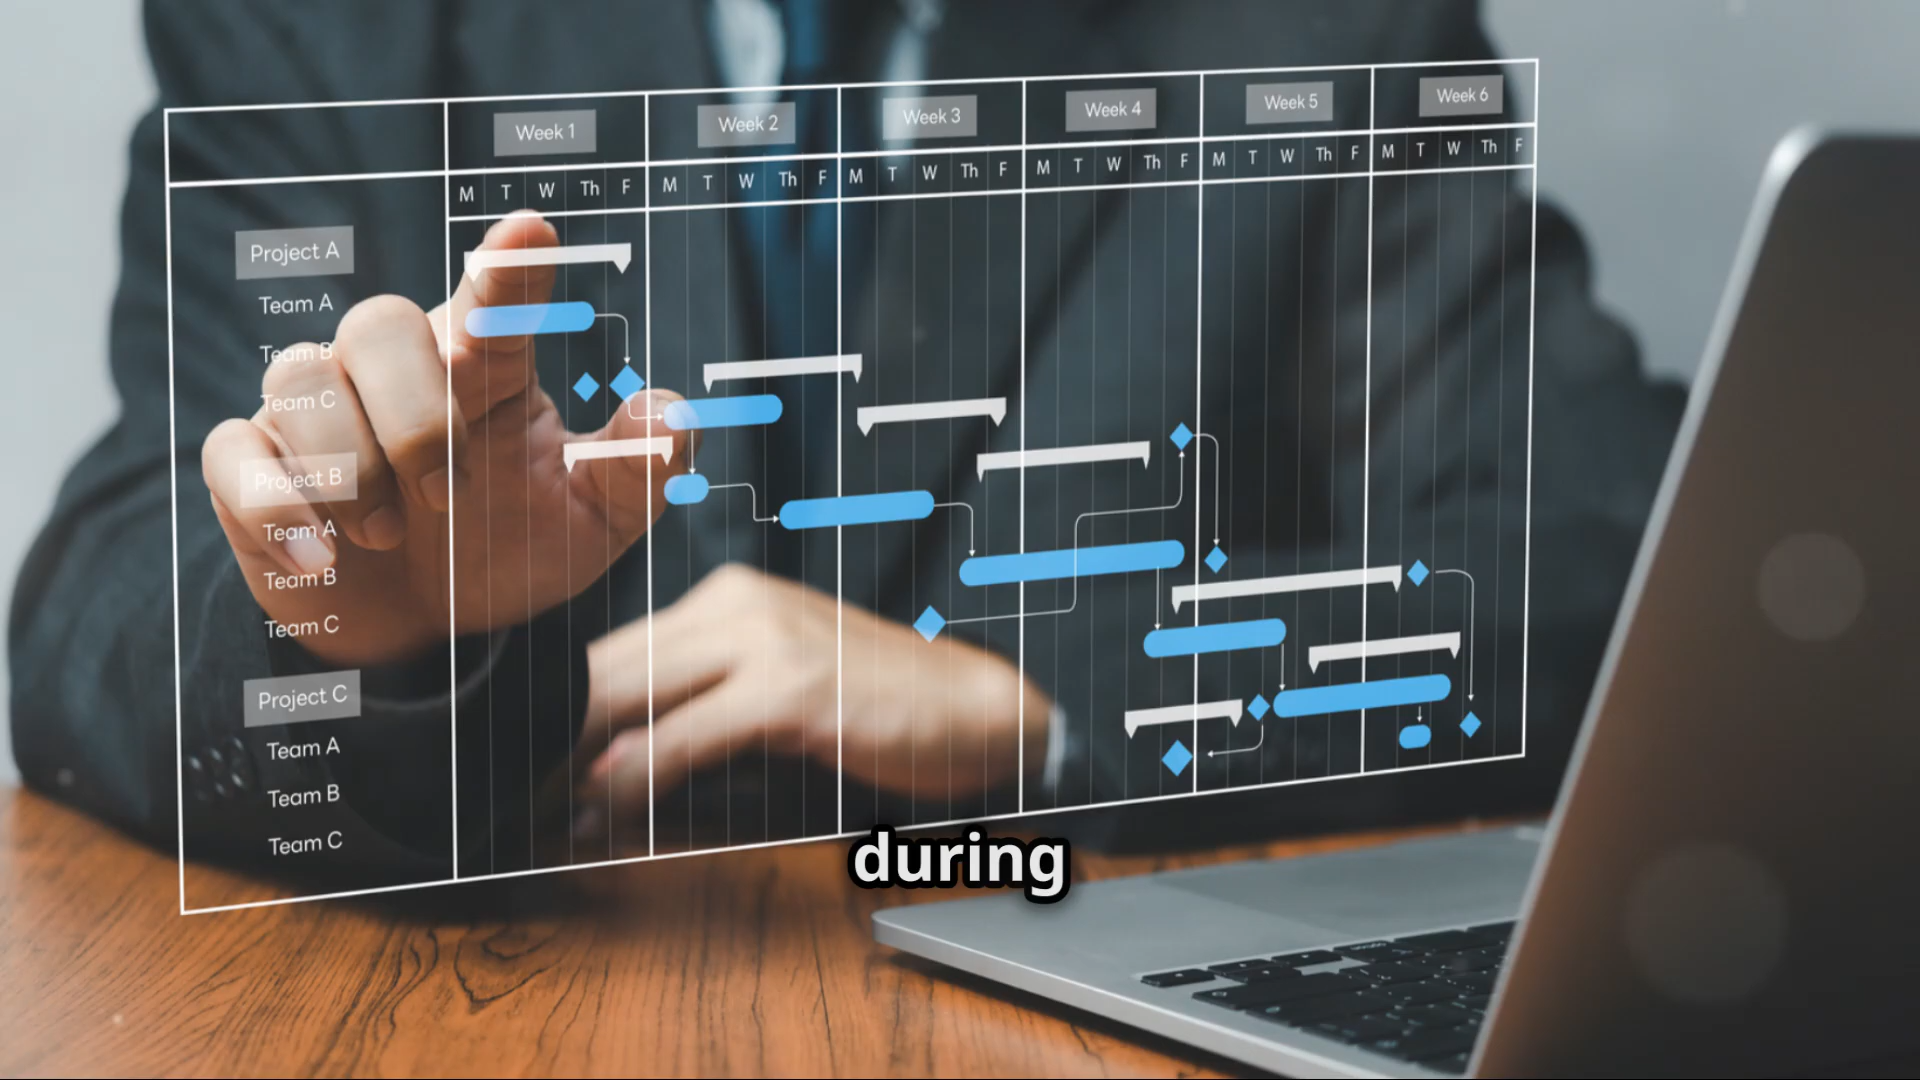 Week 1 Week 2 Week 3 Week 4 Week 5 Week 6
M T W Th F M T W Th F M T W Th F M T W Th F M T W Th F M T W Th F
Project A
Team A
Team B
Team C
Project B
Team A
Team B
Team C
Project C
Team A
Team B
Team C
during